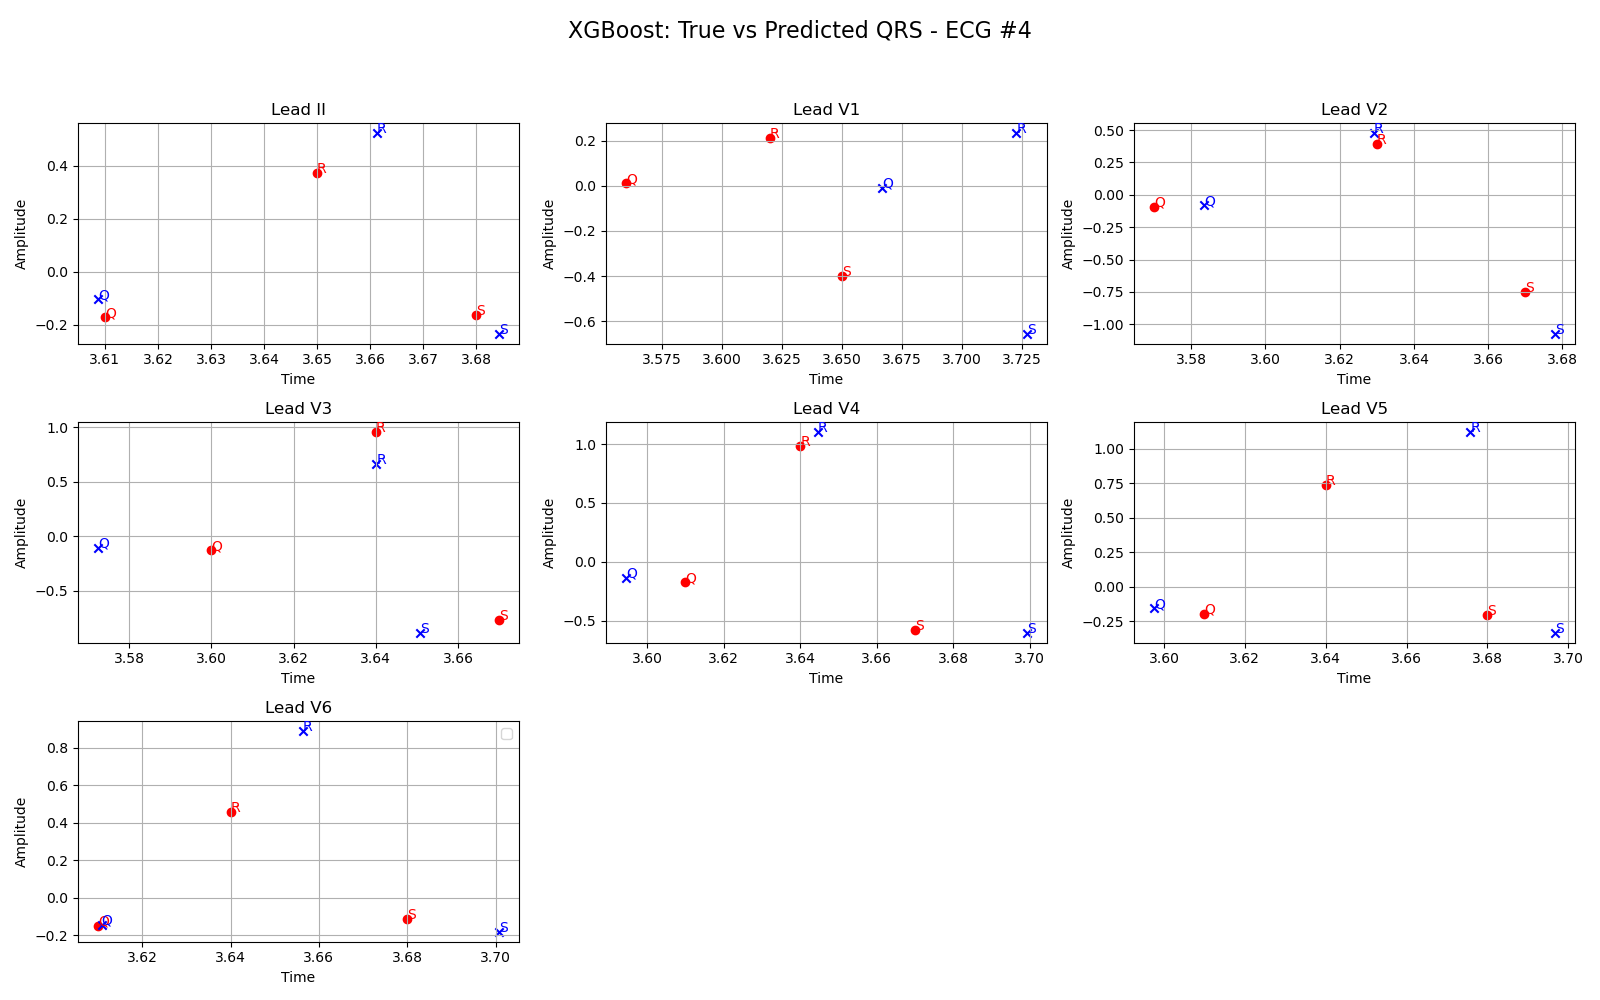 XGBoost: True vs Predicted QRS - ECG #4
Lead II
Amplitude
0.4
0.2
0.0
−0.2
Q
R
S
Q
R
S
3.61 3.62 3.63 3.64 3.65 3.66 3.67 3.68
Time
Lead V1
Amplitude
0.2
0.0
−0.2
−0.4
−0.6
Q
R
S
Q
R
S
3.575 3.600 3.625 3.650 3.675 3.700 3.725
Time
Lead V2
Amplitude
0.50
0.25
0.00
−0.25
−0.50
−0.75
−1.00
Q
R
S
Q
R
S
3.58 3.60 3.62 3.64 3.66 3.68
Time
Lead V3
Amplitude
1.0
0.5
0.0
−0.5
Q
R
S
Q
R
S
3.58 3.60 3.62 3.64 3.66
Time
Lead V4
Amplitude
1.0
0.5
0.0
−0.5
Q
R
S
Q
R
S
3.60 3.62 3.64 3.66 3.68 3.70
Time
Lead V5
Amplitude
1.00
0.75
0.50
0.25
0.00
−0.25
Q
R
S
Q
R
S
3.60 3.62 3.64 3.66 3.68 3.70
Time
Lead V6
Amplitude
0.8
0.6
0.4
0.2
0.0
−0.2
Q
R
S
Q
R
S
3.62 3.64 3.66 3.68 3.70
Time